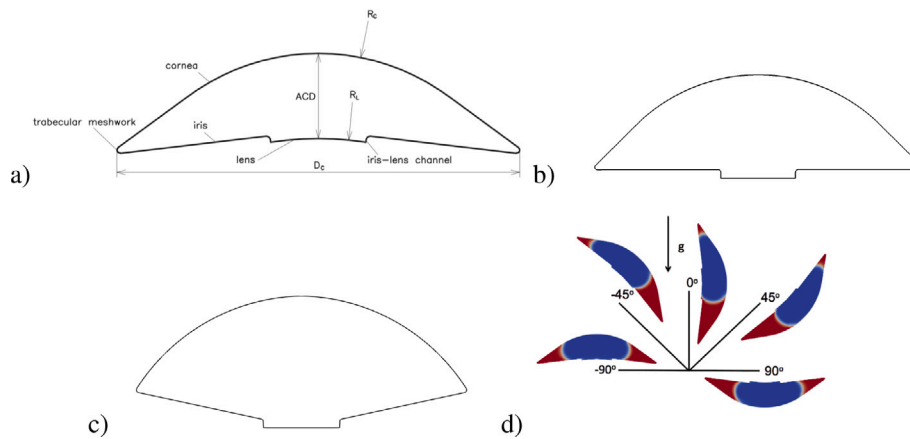 R_C
cornea
ACD
R_L
trabecular meshwork
iris
lens
iris-lens channel
D_C
a)
b)
c)
d)
g
-45°
0°
45°
-90°
90°